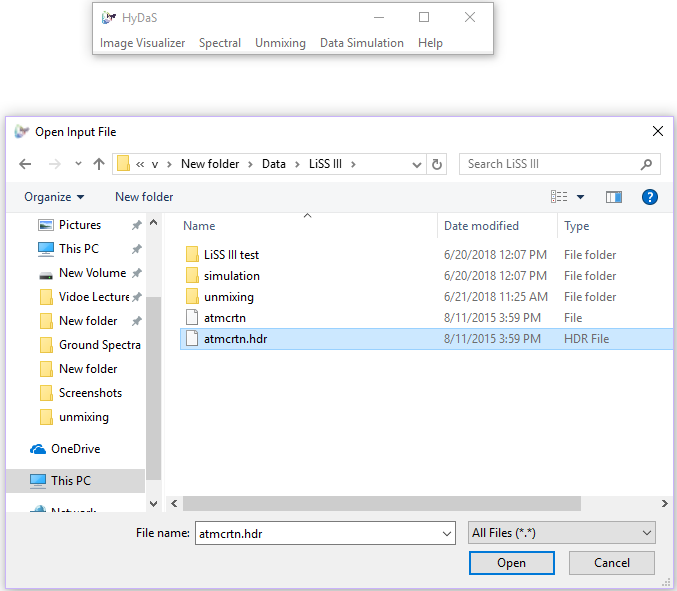 HyDaS
Image Visualizer Spectral Unmixing Data Simulation Help
Open Input File
« v › New folder › Data › LiSS III ›
Search LiSS III
Organize New folder
Name Date modified Type
Pictures
This PC
New Volume
Vidoe Lecture
New folder
Ground Spectra
New folder
Screenshots
unmixing
OneDrive
This PC
Network
LiSS III test 6/20/2018 12:07 PM File folder
simulation 6/20/2018 12:07 PM File folder
unmixing 6/21/2018 11:25 AM File folder
atmcrtn 8/11/2015 3:59 PM File
atmcrtn.hdr 8/11/2015 3:59 PM HDR File
File name: atmcrtn.hdr All Files (*.*)
Open Cancel